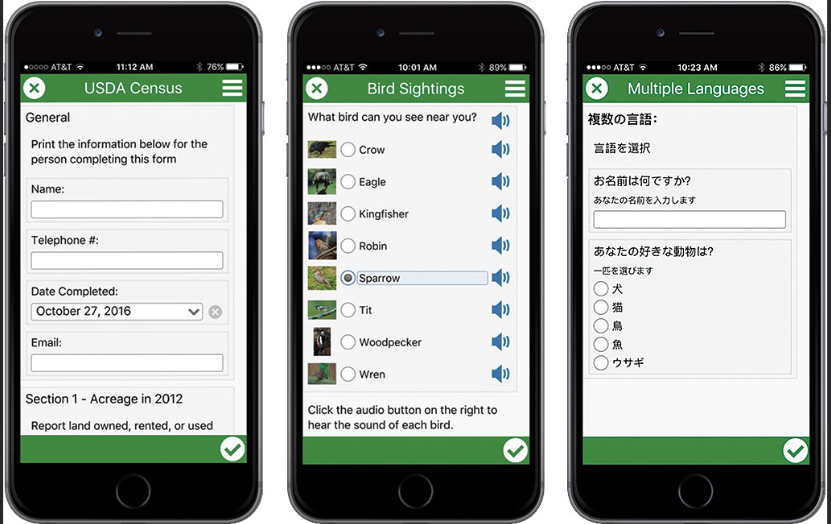 AT&T 11:12 AM 76%
USDA Census
General
Print the information below for the
person completing this form
Name:
Telephone #:
Date Completed:
October 27, 2016
Email:
Section 1 - Acreage in 2012
Report land owned, rented, or used
AT&T 10:01 AM 89%
Bird Sightings
What bird can you see near you?
Crow
Eagle
Kingfisher
Robin
Sparrow
Tit
Woodpecker
Wren
Click the audio button on the right to
hear the sound of each bird.
AT&T 10:23 AM 86%
Multiple Languages
複数の言語:
言語を選択
お名前は何ですか?
あなたの名前を入力します
あなたの好きな動物は?
一匹を選びます
犬
猫
鳥
魚
ウサギ